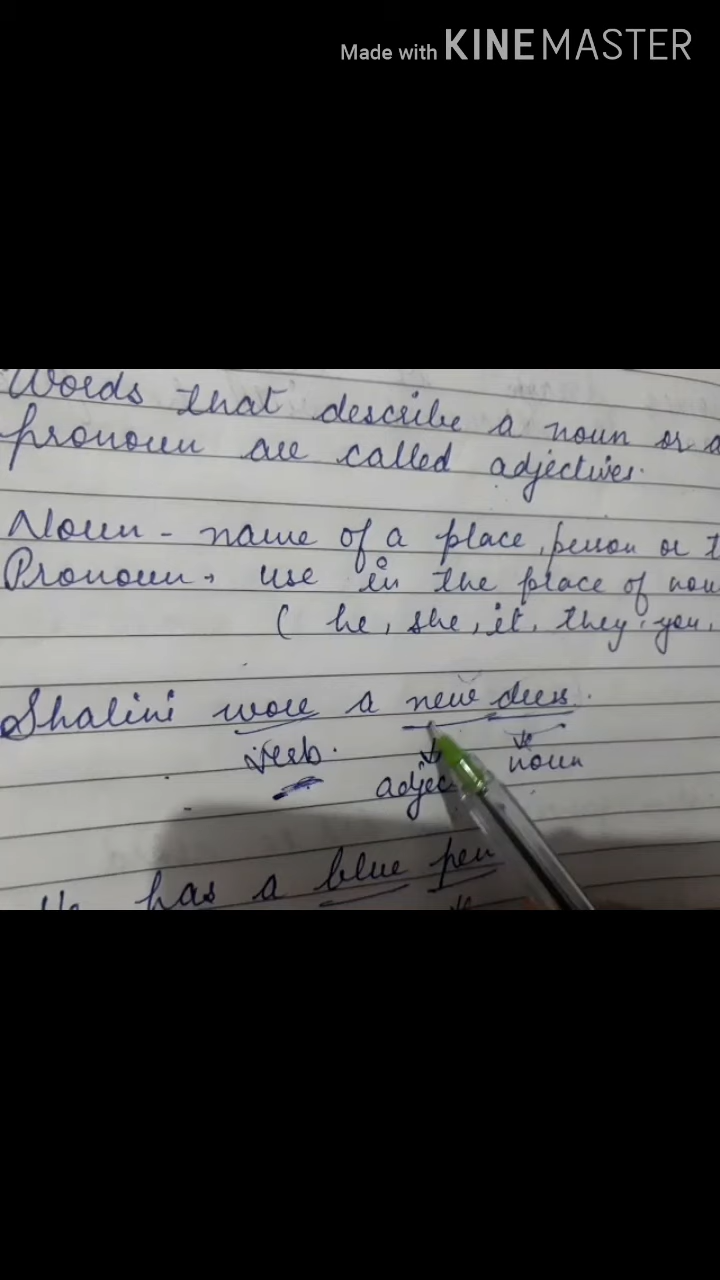 Made with KINEMASTER
Words that describe a noun or a
pronoun are called adjectives.
Noun - name of a place, person or t
Pronoun → use in the place of nou
( he, she, it, they, you,
Shalini wore a new dress.
verb. adjec noun
He has a blue pen